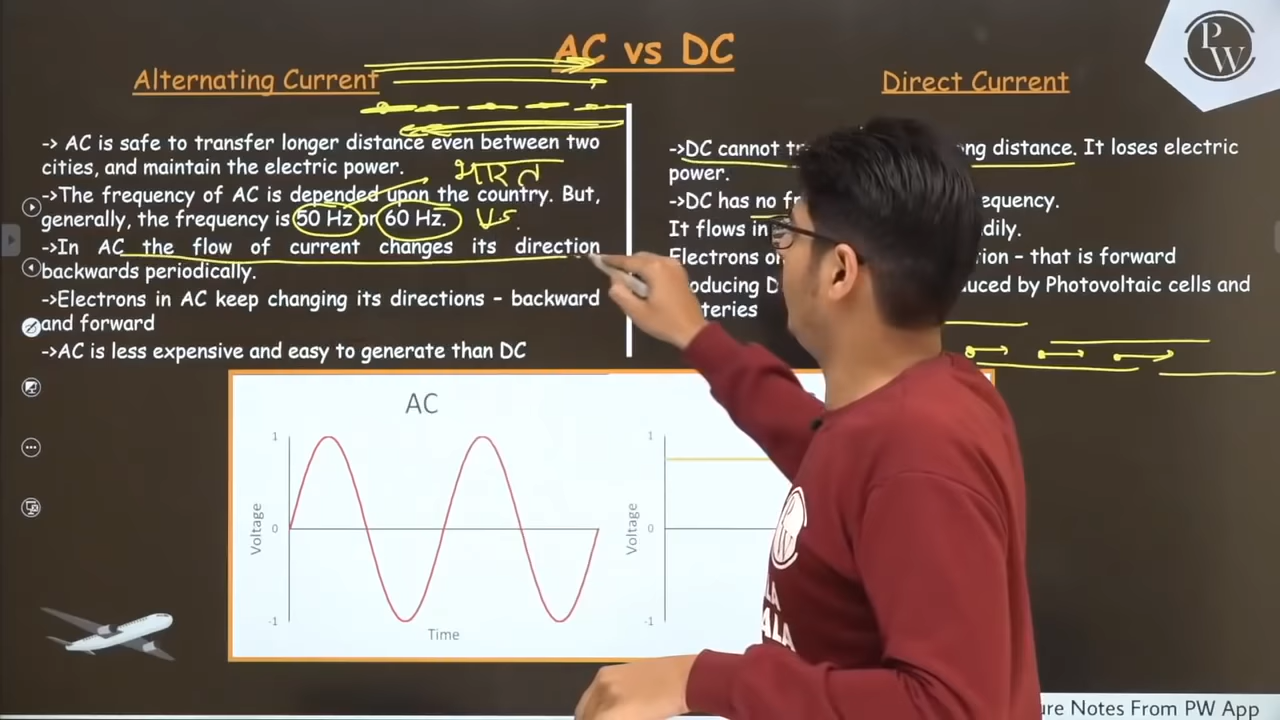 AC vs DC
Alternating Current
-> AC is safe to transfer longer distance even between two
cities, and maintain the electric power.
->The frequency of AC is depended upon the country. But,
generally, the frequency is 50 Hz or 60 Hz.
->In AC the flow of current changes its direction
backwards periodically.
->Electrons in AC keep changing its directions – backward
and forward
->AC is less expensive and easy to generate than DC
भारत
US
Direct Current
->DC cannot ng distance. It loses electric
power.
->DC has no equency.
It flows in dily.
Electrons ion – that is forward
oducing D uced by Photovoltaic cells and
teries
AC
1
0
-1
Voltage
Time
1
0
-1
Voltage
PW
ALA
ure Notes From PW App